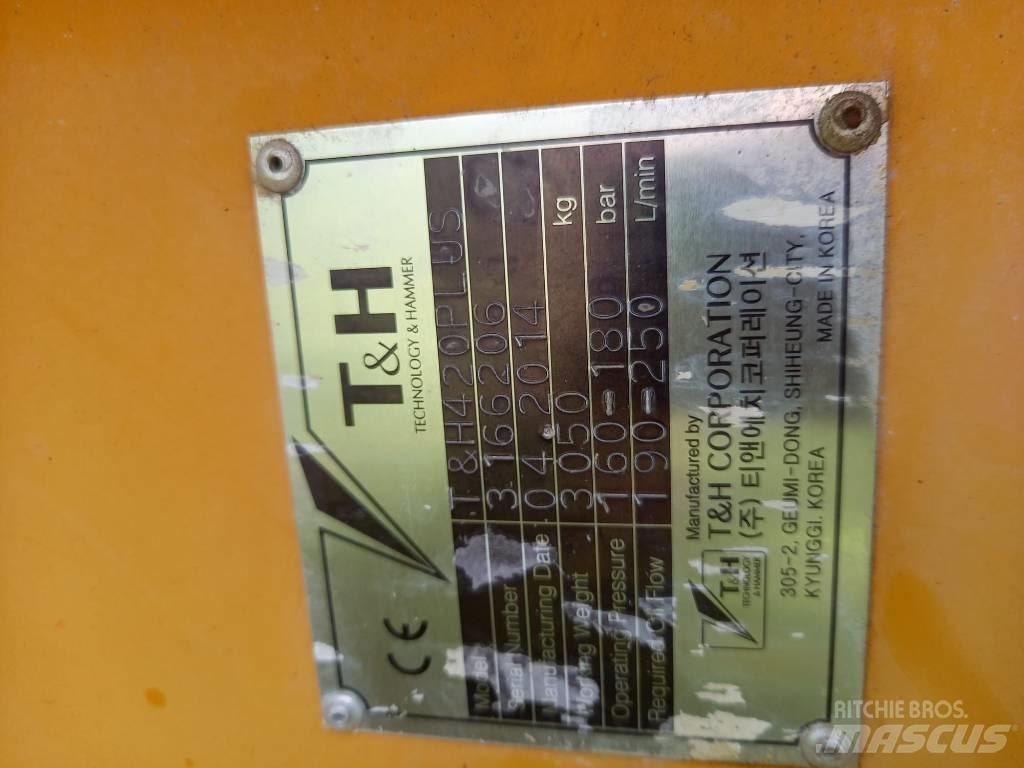 T&H
TECHNOLOGY & HAMMER
CE
Model T&H420PLUS
Serial Number 3166206
Manufacturing Date 04.2014
Working Weight 3050 kg
Operating Pressure 160-180 bar
Required Oil Flow 190-250 L/min
Manufactured by
T&H CORPORATION
(주) 티앤에치코퍼레이션
T&H
TECHNOLOGY
& HAMMER
305-2, GEUMI-DONG, SHIHEUNG-CITY,
KYUNGGI. KOREA
MADE IN KOREA
RITCHIE BROS.
MASCUS